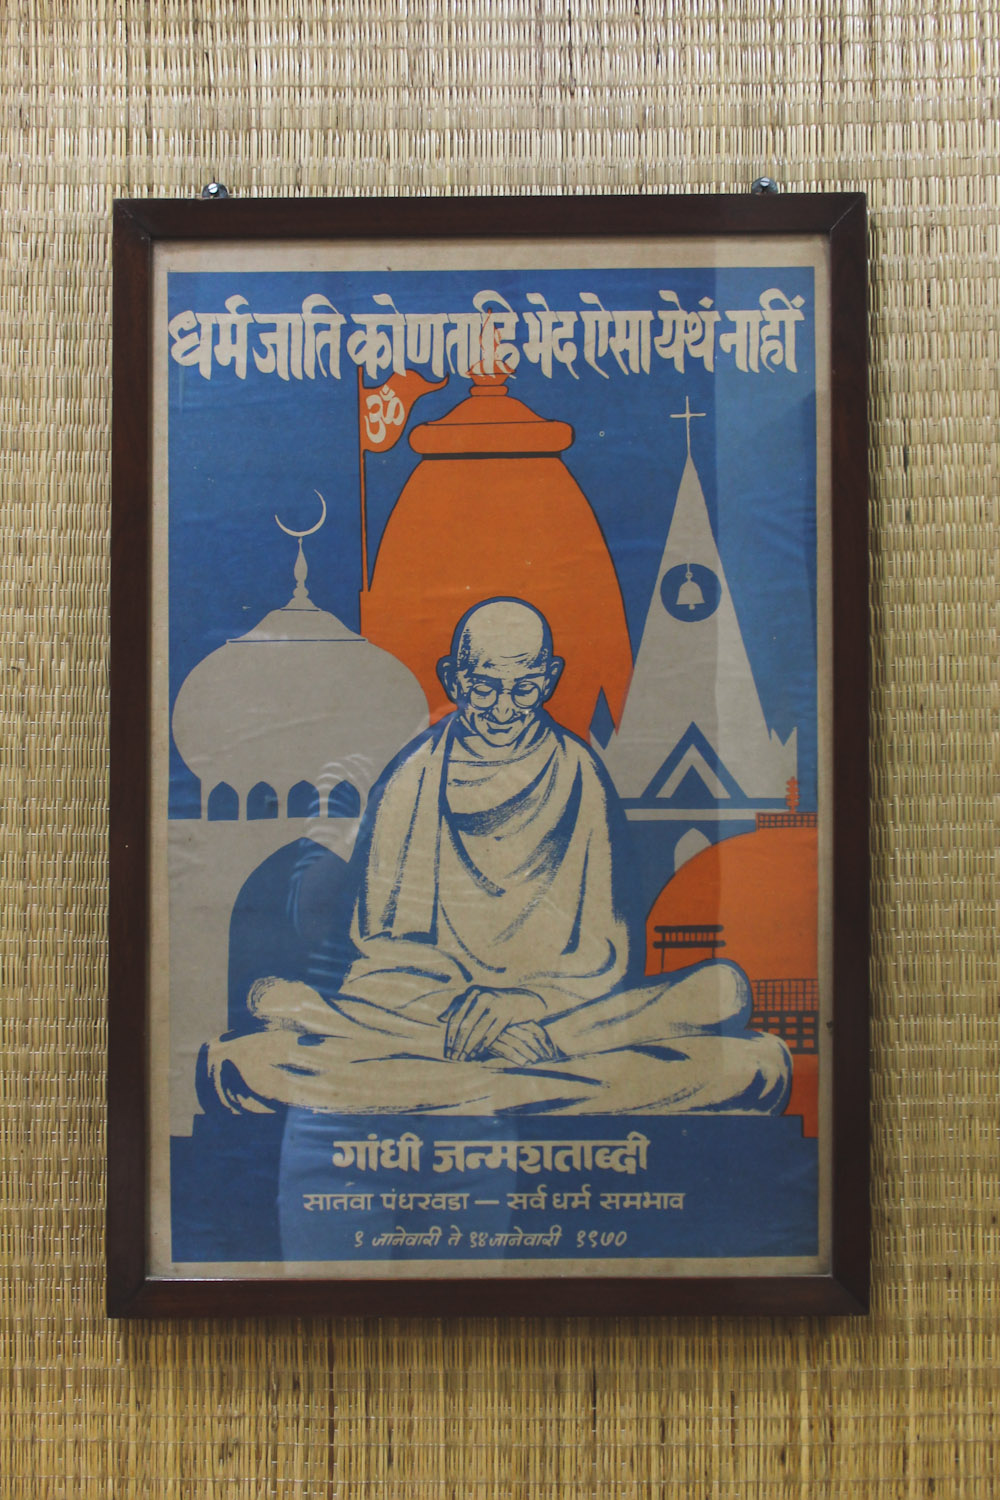 धर्म जाति कोणताहि भेद ऐसा येथं नाहीं
ॐ
गांधी जन्मशताब्दी
सातवा पंधरवडा — सर्व धर्म समभाव
१ जानेवारी ते १४ जानेवारी १९७०